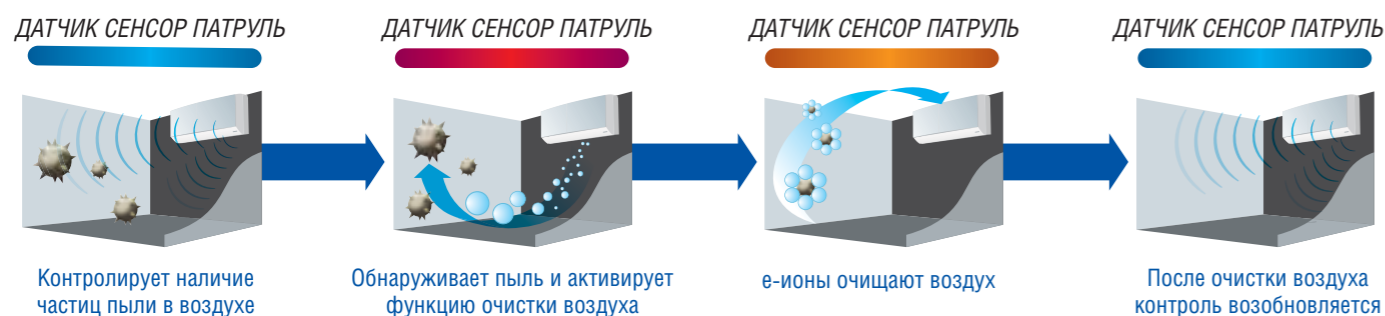 ДАТЧИК СЕНСОР ПАТРУЛЬ
Контролирует наличие
частиц пыли в воздухе
ДАТЧИК СЕНСОР ПАТРУЛЬ
Обнаруживает пыль и активирует
функцию очистки воздуха
ДАТЧИК СЕНСОР ПАТРУЛЬ
е-ионы очищают воздух
ДАТЧИК СЕНСОР ПАТРУЛЬ
После очистки воздуха
контроль возобновляется